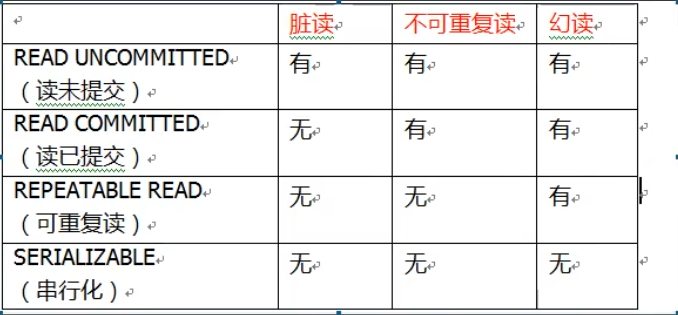 脏读 不可重复读 幻读
READ UNCOMMITTED 有 有 有
（读未提交）
READ COMMITTED 无 有 有
（读已提交）
REPEATABLE READ 无 无 有
（可重复读）
SERIALIZABLE 无 无 无
（串行化）